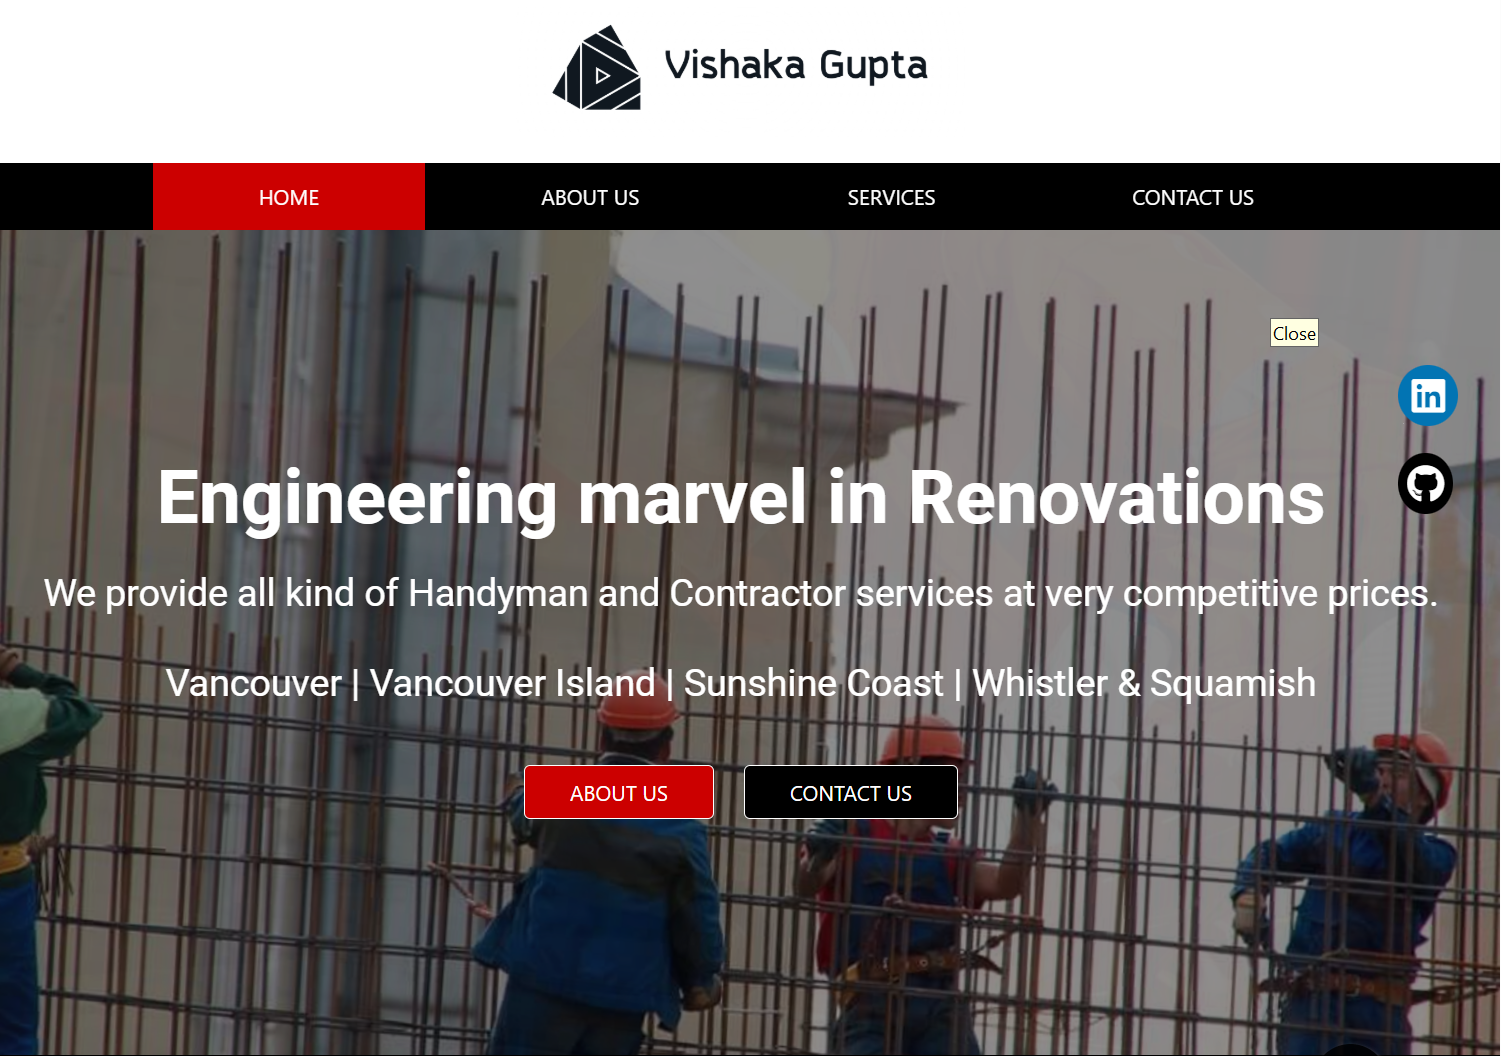 Vishaka Gupta
HOME
ABOUT US
SERVICES
CONTACT US
Close
in
Engineering marvel in Renovations
We provide all kind of Handyman and Contractor services at very competitive prices.
Vancouver | Vancouver Island | Sunshine Coast | Whistler & Squamish
ABOUT US
CONTACT US